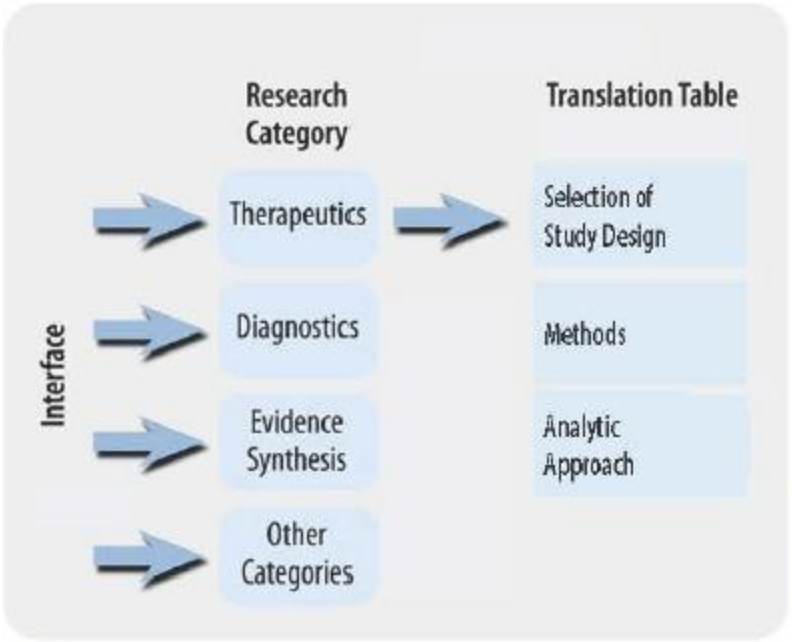 Research
Category
Translation Table
Interface
Therapeutics
Selection of
Study Design
Diagnostics
Methods
Evidence
Synthesis
Analytic
Approach
Other
Categories